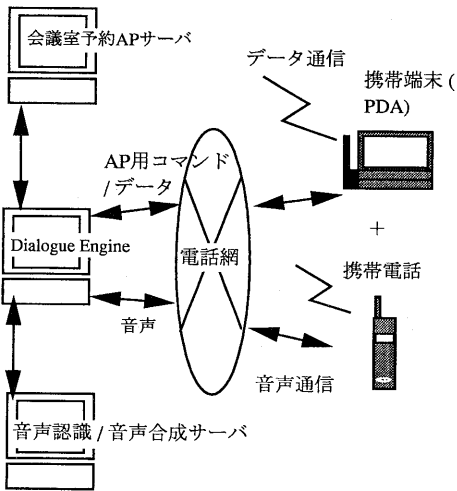 会議室予約APサーバ
データ通信
携帯端末 (
PDA)
AP用コマンド
/データ
Dialogue Engine
電話網
+
携帯電話
音声
音声通信
音声認識 / 音声合成サーバ